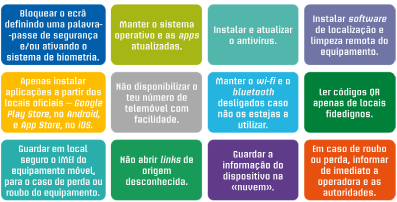 Bloquear o ecrã
definindo uma palavra-
-passe de segurança
e/ou ativando o
sistema de biometria.
Manter o sistema
operativo e as apps
atualizadas.
Instalar e atualizar
o antivírus.
Instalar software
de localização e
limpeza remota do
equipamento.
Apenas instalar
aplicações a partir dos
locais oficiais – Google
Play Store, no Android,
e App Store, no iOS.
Não disponibilizar o
teu número de
telemóvel com
facilidade.
Manter o wi-fi e o
bluetooth
desligados caso
não os estejas a
utilizar.
Ler códigos QR
apenas de locais
fidedignos.
Guardar em local
seguro o IMEI do
equipamento móvel,
para o caso de perda ou
roubo do equipamento.
Não abrir links de
origem
desconhecida.
Guardar a
informação do
dispositivo na
«nuvem».
Em caso de roubo
ou perda, informar
de imediato a
operadora e as
autoridades.